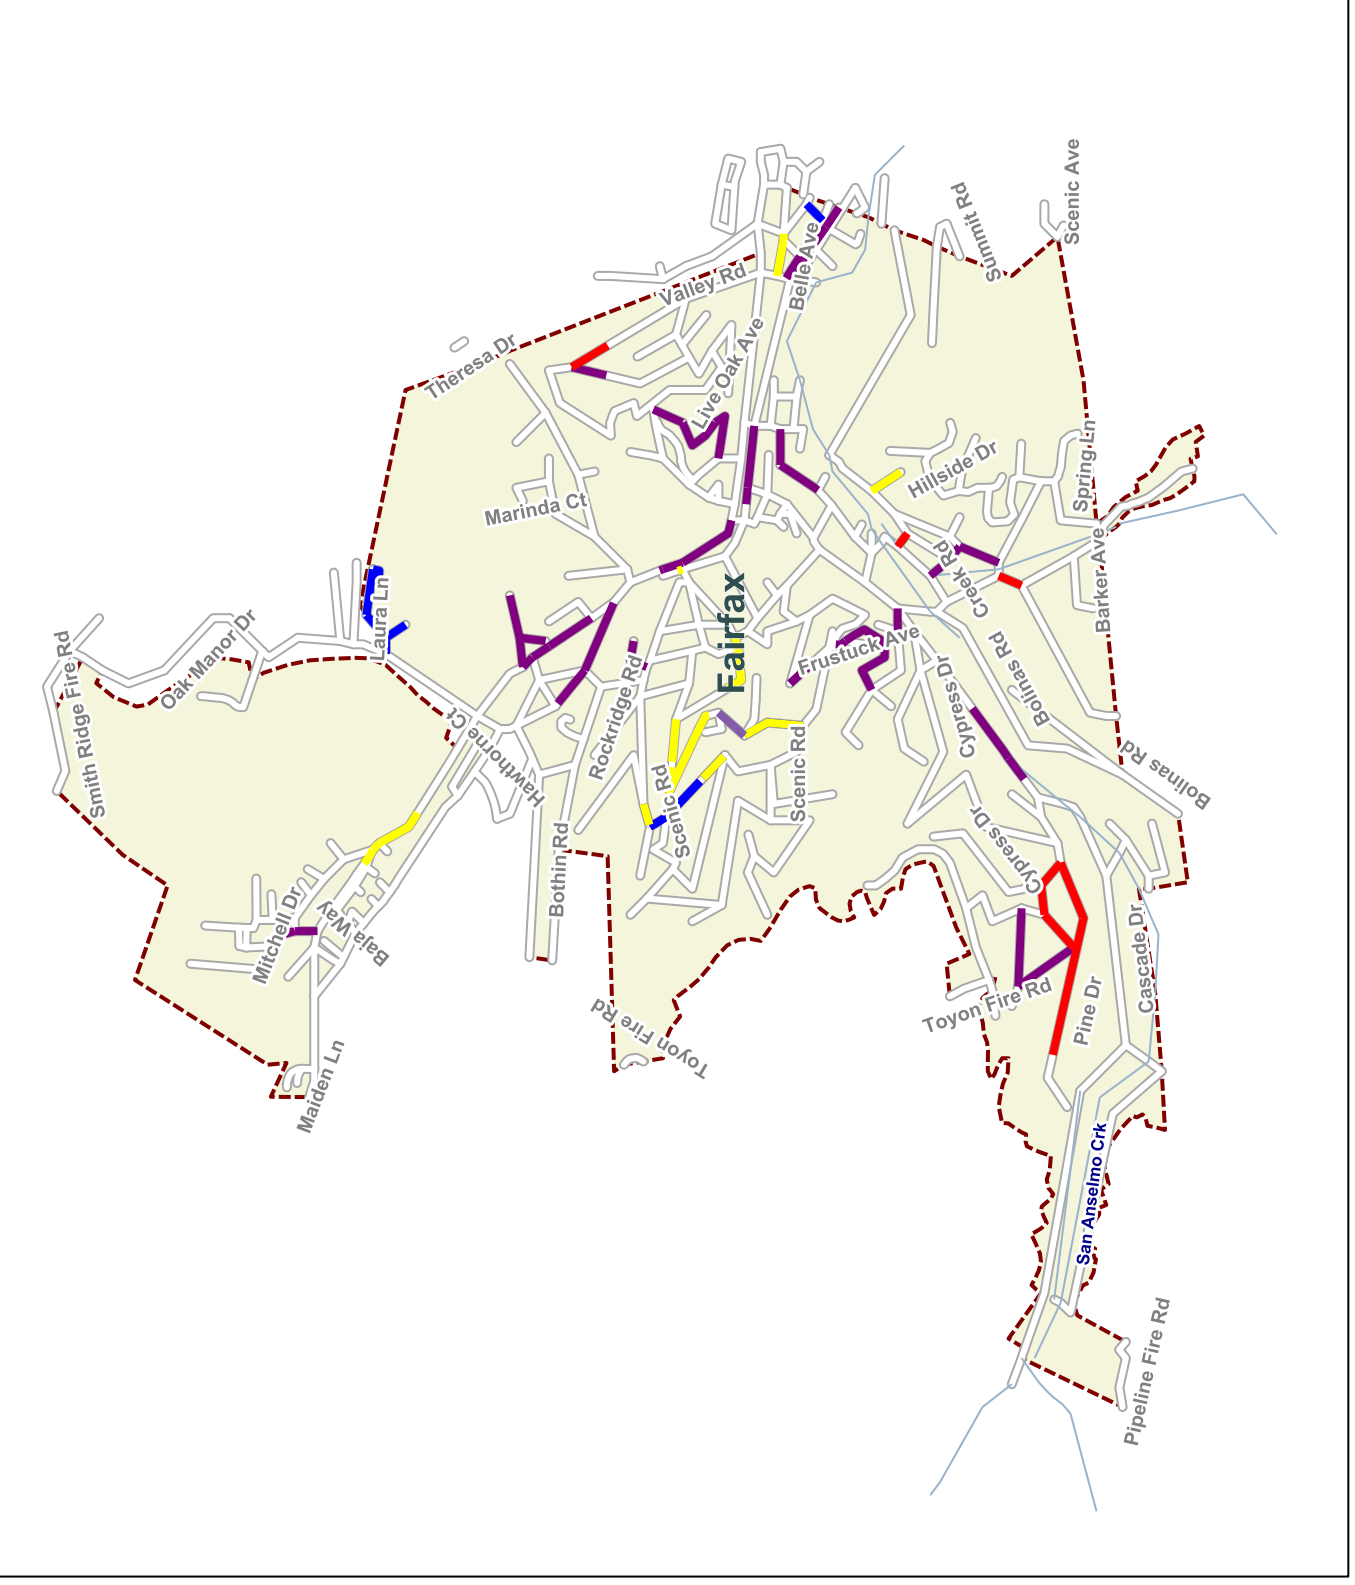 Scenic Ave
Summit Rd
Belle Ave
Valley Rd
Theresa Dr
Live Oak Ave
Hillside Dr
Spring Ln
Marinda Ct
Barker Ave
Creek Rd
Laura Ln
Fairfax
Oak Manor Dr
Frustuck Ave
Bolinas Rd
Smith Ridge Fire Rd
Cypress Dr
Rockridge Rd
Hawthorne Ct
Bolinas Rd
Scenic Rd
Scenic Rd
Cypress Dr
Bothin Rd
Mitchell Dr
Baja Way
Cascade Dr
Toyon Fire Rd
Pine Dr
Toyon Fire Rd
Maiden Ln
San Anselmo Crk
Pipeline Fire Rd